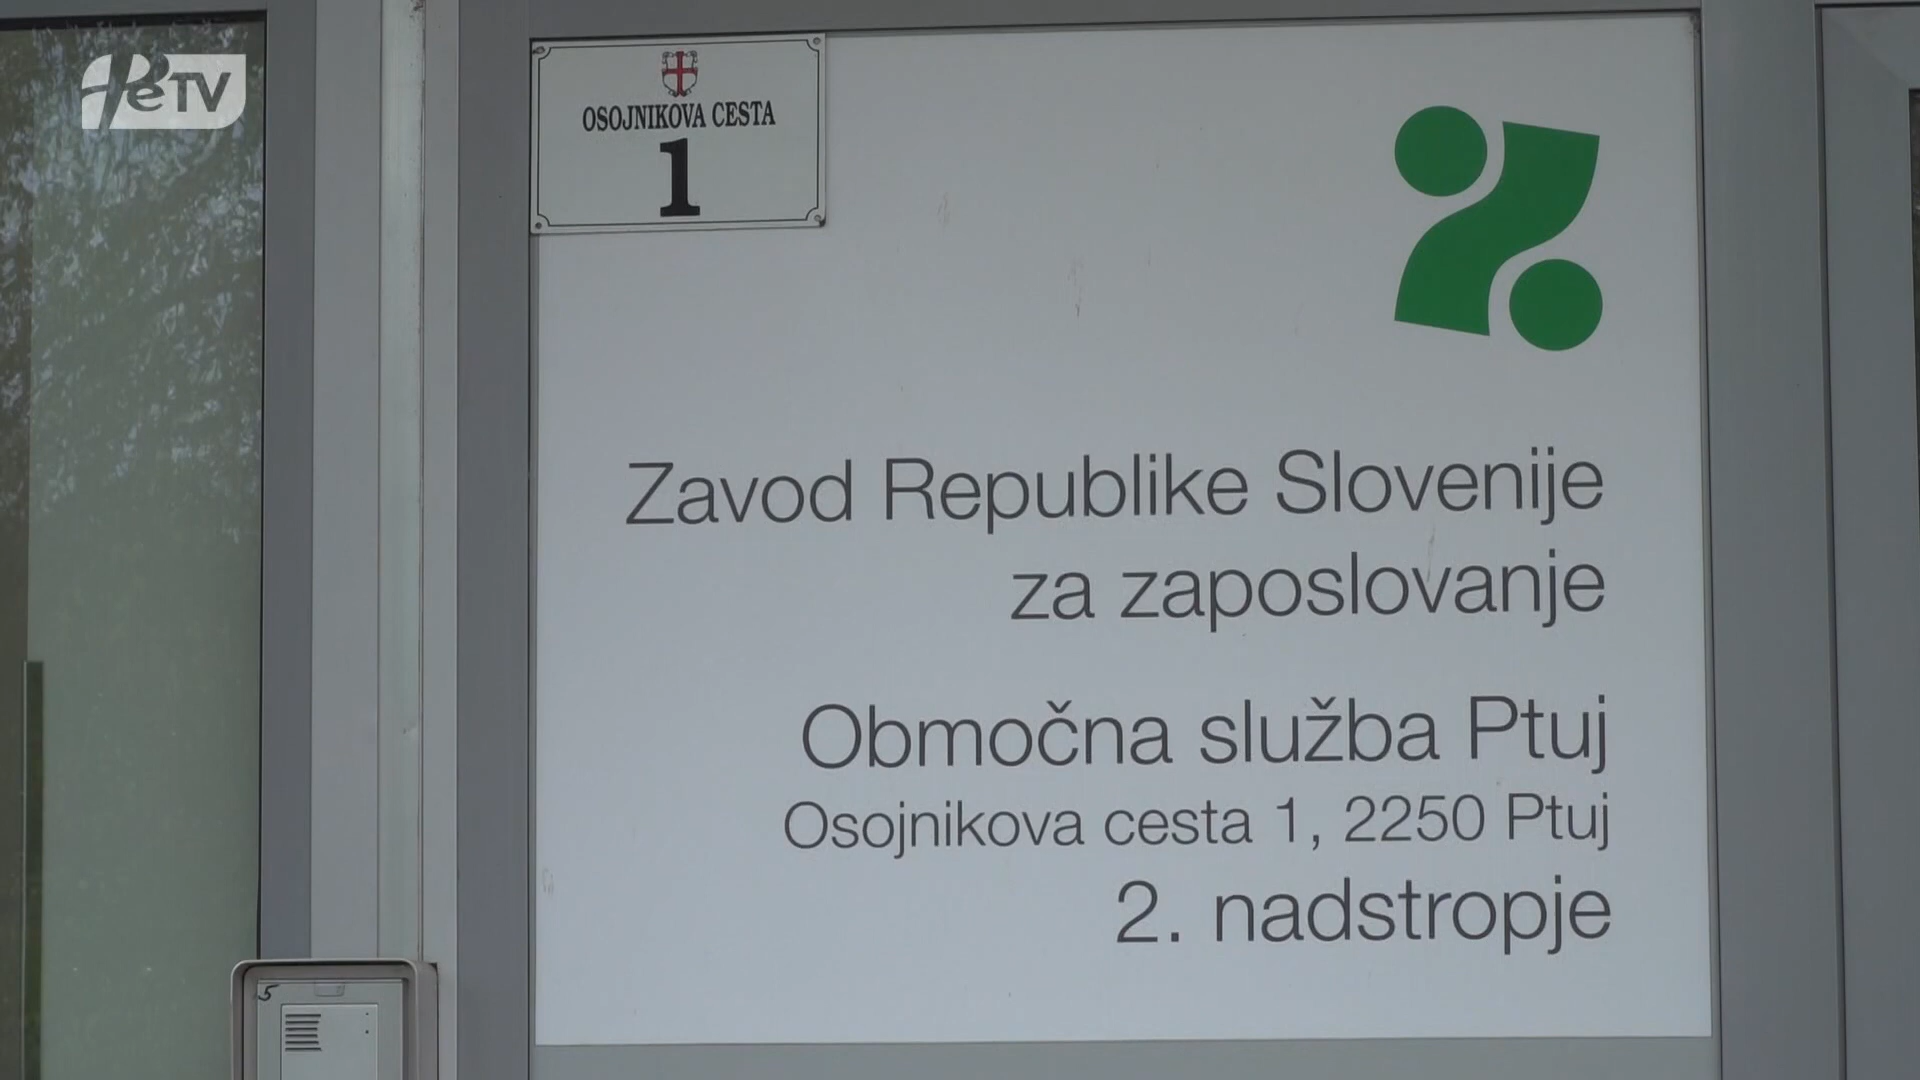 PeTV
OSOJNIKOVA CESTA
1
Zavod Republike Slovenije
za zaposlovanje
Območna služba Ptuj
Osojnikova cesta 1, 2250 Ptuj
2. nadstropje
5